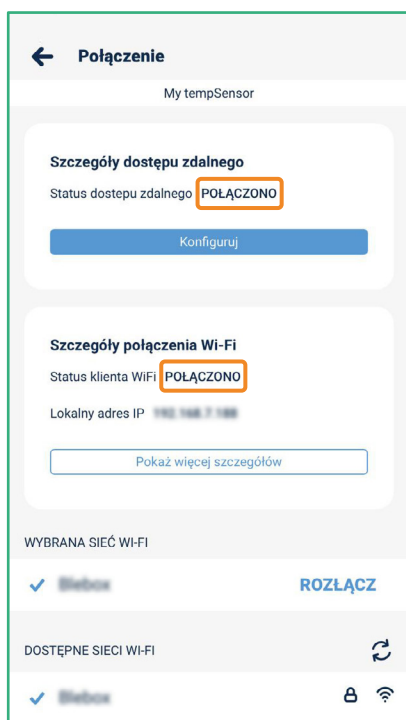 Połączenie
My tempSensor
Szczegóły dostępu zdalnego
Status dostepu zdalnego POŁĄCZONO
Konfiguruj
Szczegóły połączenia Wi-Fi
Status klienta WiFi POŁĄCZONO
Lokalny adres IP
Pokaż więcej szczegółów
WYBRANA SIEĆ WI-FI
ROZŁĄCZ
DOSTĘPNE SIECI WI-FI